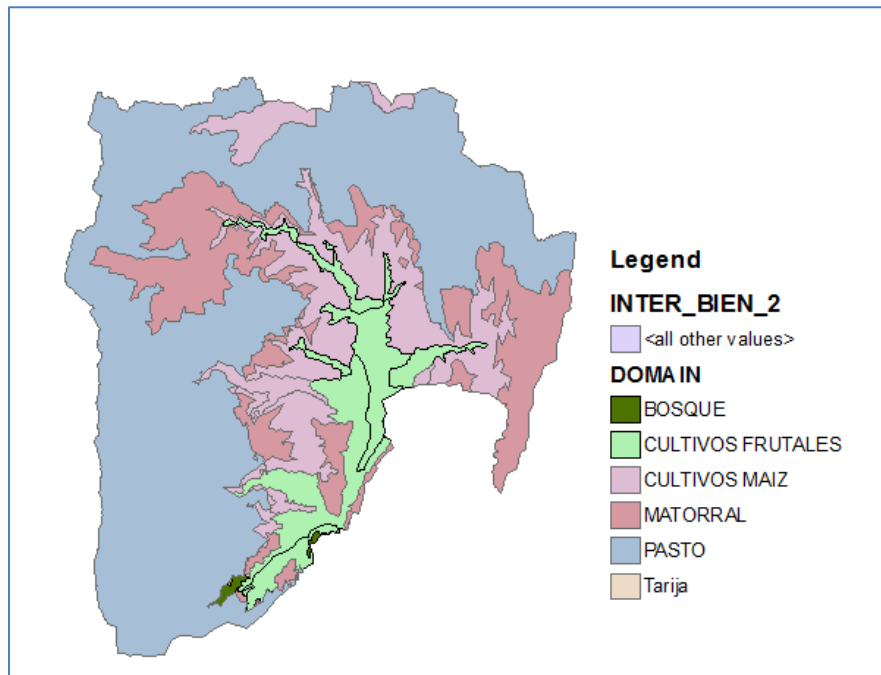 Legend
INTER_BIEN_2
<all other values>
DOMAIN
BOSQUE
CULTIVOS FRUTALES
CULTIVOS MAIZ
MATORRAL
PASTO
Tarija